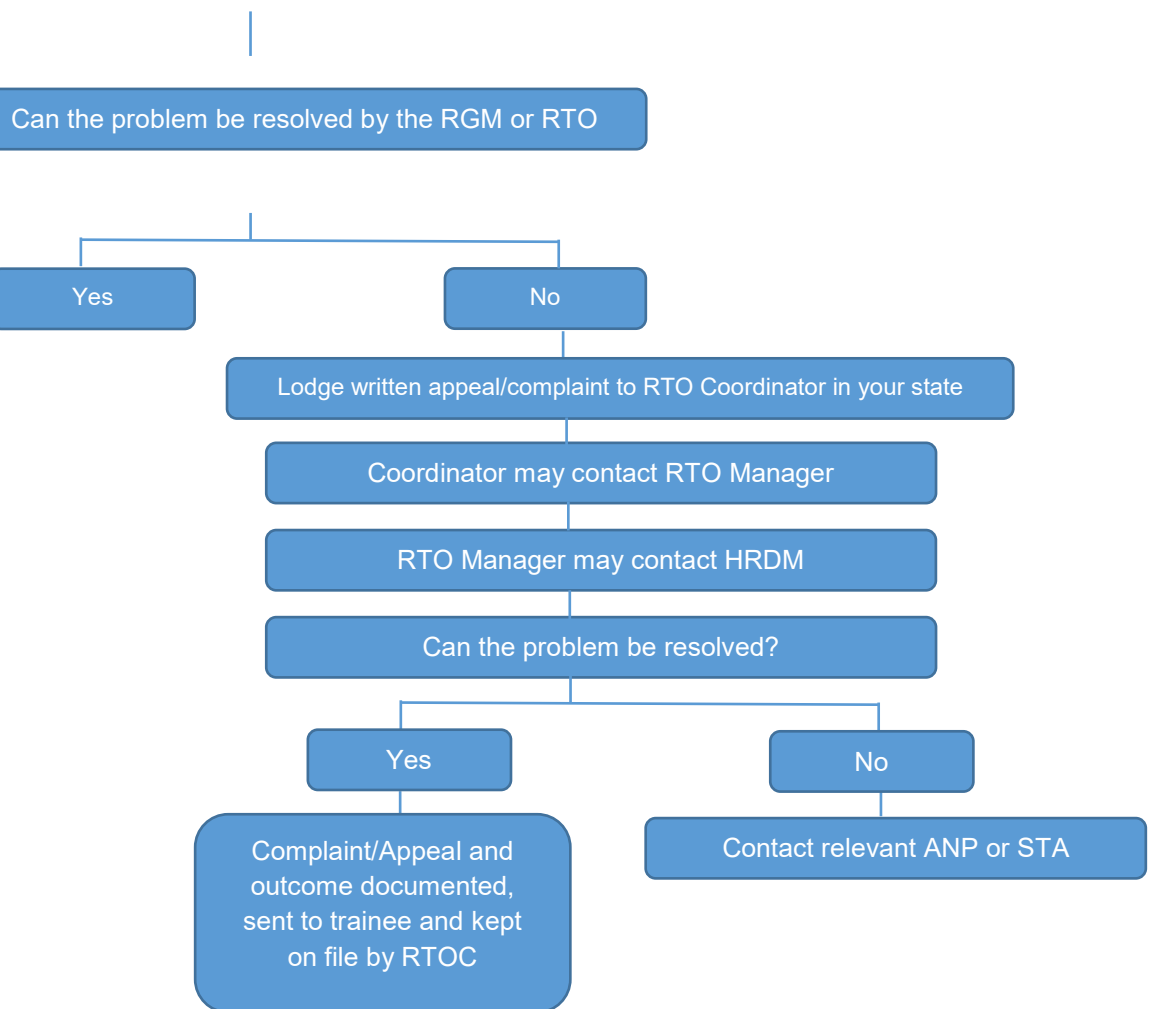 Can the problem be resolved by the RGM or RTO
Yes
No
Lodge written appeal/complaint to RTO Coordinator in your state
Coordinator may contact RTO Manager
RTO Manager may contact HRDM
Can the problem be resolved?
Yes
No
Complaint/Appeal and
outcome documented,
sent to trainee and kept
on file by RTOC
Contact relevant ANP or STA